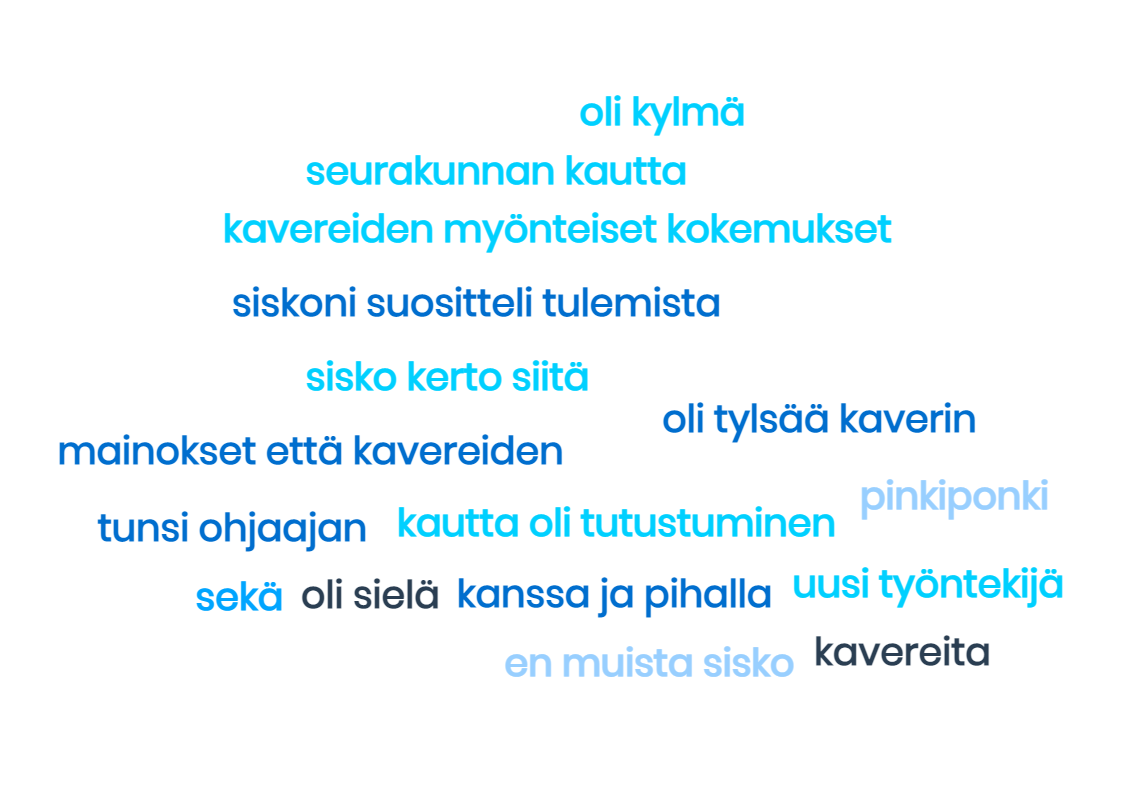 oli kylmä
seurakunnan kautta
kavereiden myönteiset kokemukset
siskoni suositteli tulemista
sisko kerto siitä
oli tylsää kaverin
mainokset että kavereiden
pinkiponki
tunsi ohjaajan
kautta oli tutustuminen
sekä
oli sielä
kanssa ja pihalla
uusi työntekijä
en muista sisko
kavereita